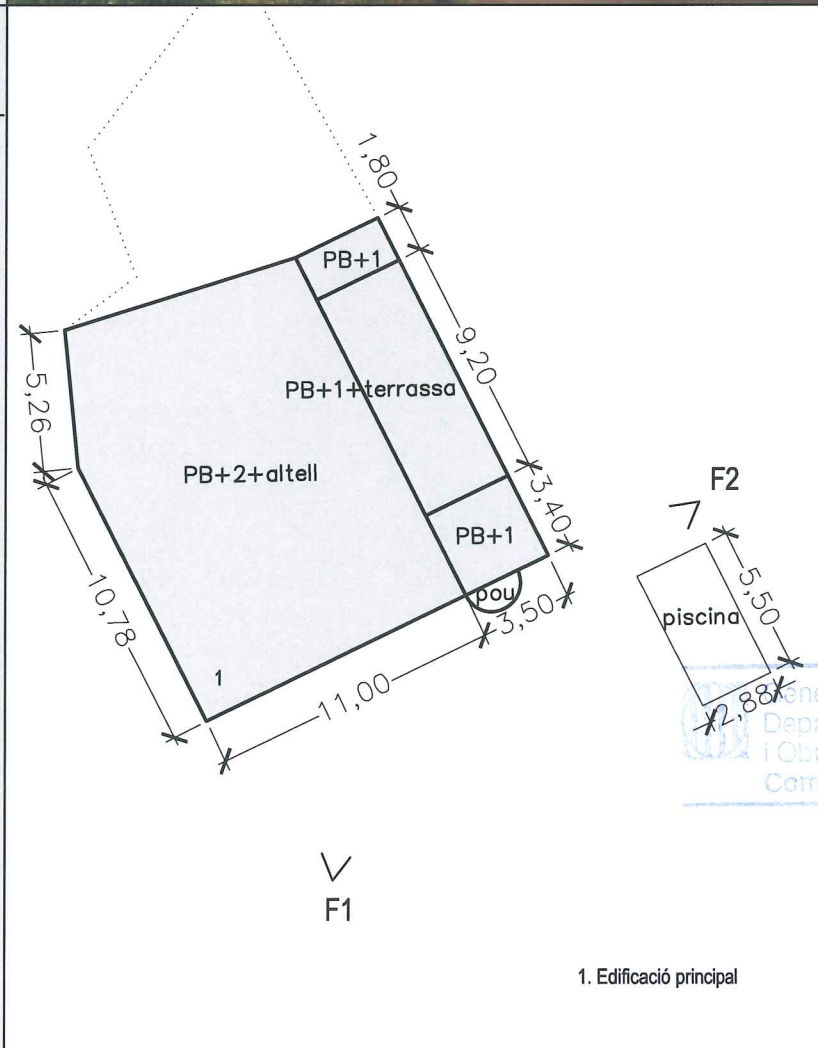 1,80
PB+1
9,20
PB+1+terrassa
5,26
PB+2+altell
F2
3,40
PB+1
5,50
pou
piscina
10,78
3,50
1
11,00
2,88
i
F1
1. Edificació principal